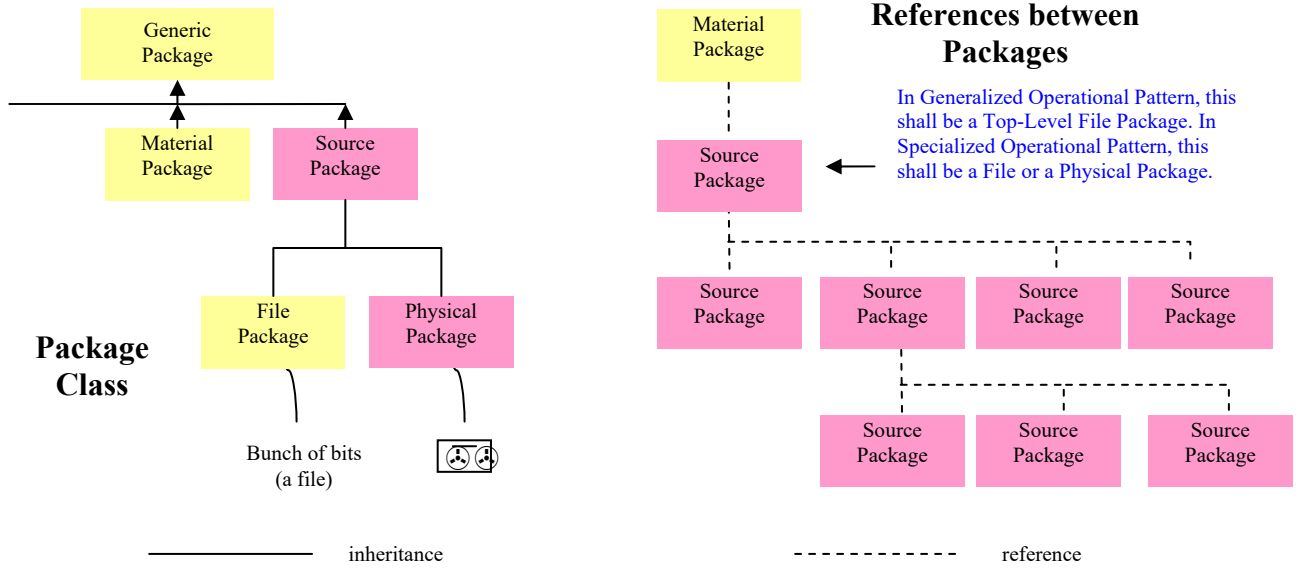 Generic
Package
Material
Package
Source
Package
File
Package
Physical
Package
Package
Class
Bunch of bits
(a file)
inheritance
References between
Packages
Material
Package
In Generalized Operational Pattern, this
shall be a Top-Level File Package. In
Specialized Operational Pattern, this
shall be a File or a Physical Package.
Source
Package
Source
Package
Source
Package
Source
Package
Source
Package
Source
Package
Source
Package
Source
Package
reference